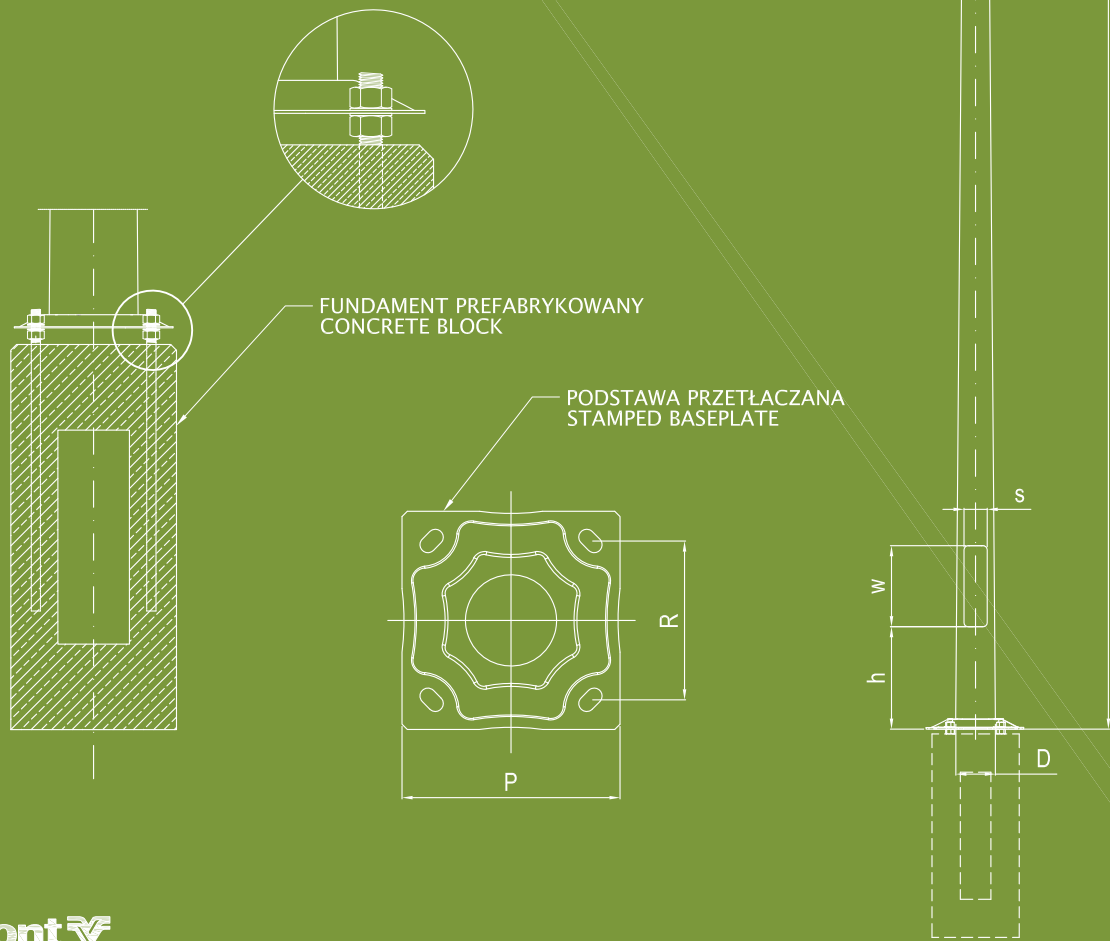 FUNDAMENT PREFABRYKOWANY
CONCRETE BLOCK
PODSTAWA PRZETŁACZANA
STAMPED BASEPLATE
s
w
R
h
D
P